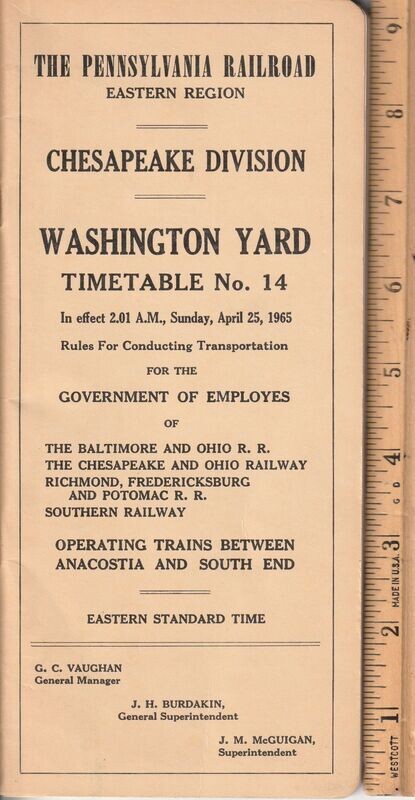 THE PENNSYLVANIA RAILROAD
EASTERN REGION
CHESAPEAKE DIVISION
WASHINGTON YARD
TIMETABLE No. 14
In effect 2.01 A.M., Sunday, April 25, 1965
Rules For Conducting Transportation
FOR THE
GOVERNMENT OF EMPLOYES
OF
THE BALTIMORE AND OHIO R. R.
THE CHESAPEAKE AND OHIO RAILWAY
RICHMOND, FREDERICKSBURG
AND POTOMAC R. R.
SOUTHERN RAILWAY
OPERATING TRAINS BETWEEN
ANACOSTIA AND SOUTH END
EASTERN STANDARD TIME
G. C. VAUGHAN
General Manager
J. H. BURDAKIN,
General Superintendent
J. M. McGUIGAN,
Superintendent
1
2
3
4
5
6
7
8
9
WESTCOTT
MADE IN U.S.A.